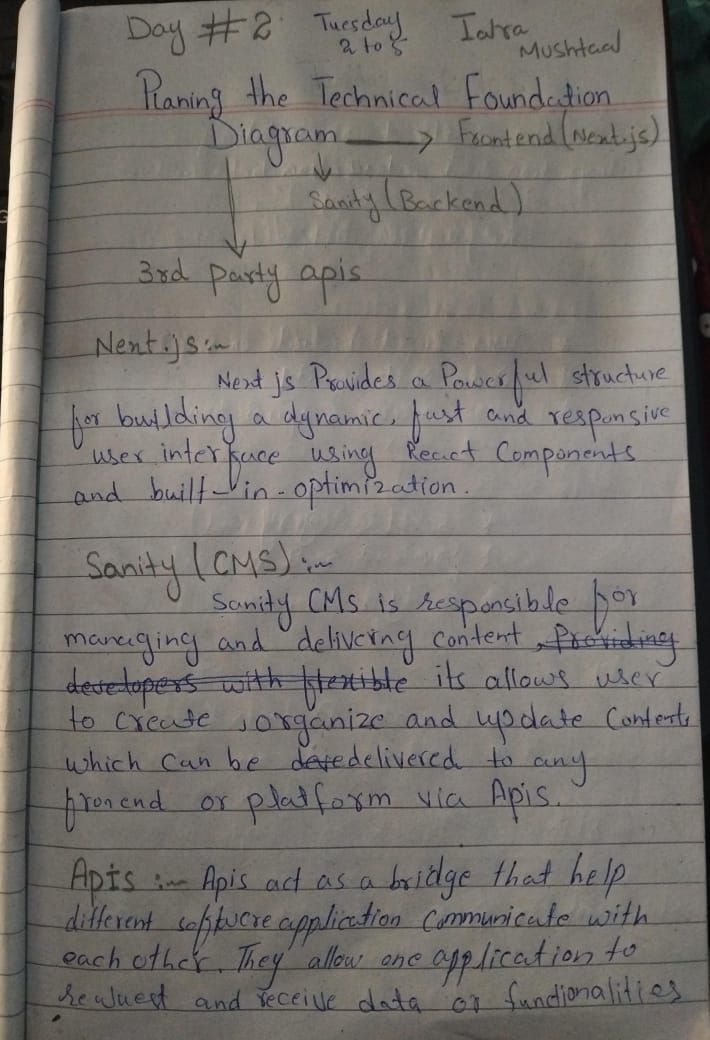 Day #2 Tuesday
2 to 5
Iqra
Mushtaq
Planing the Technical Foundation
Diagram → Frontend (Next.js)
Sanity (Backend)
3rd party apis
Next.js :-
Next js Provides a Powerful structure
for building a dynamic, fast and responsive
user interface using React Components
and built-in-optimization.
Sanity (CMS) :-
Sanity CMS is responsible for
managing and delivering content, Providing
developers with flexible its allows user
to create, organize and update Contents
which can be deve delivered to any
fronend or platform via Apis.
Apis :- Apis act as a bridge that help
different software application Communicate with
each other. They allow one application to
request and receive data or functionalities